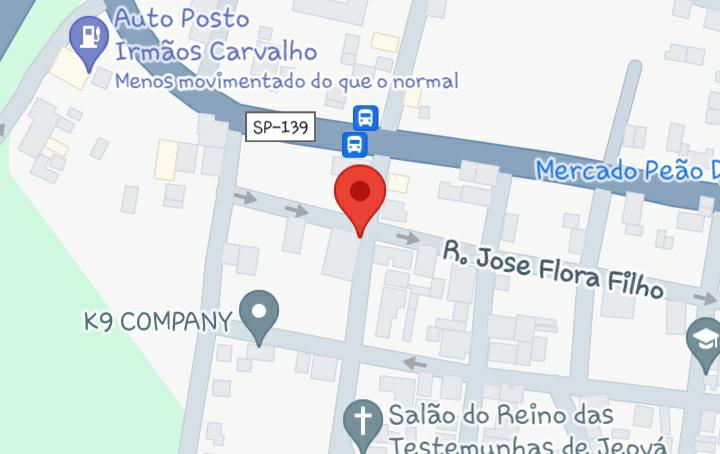 Auto Posto
Irmãos Carvalho
Menos movimentado do que o normal
SP-139
Mercado Peão D
R. Jose Flora Filho
K9 COMPANY
Salão do Reino das
Testemunhas de Jeová